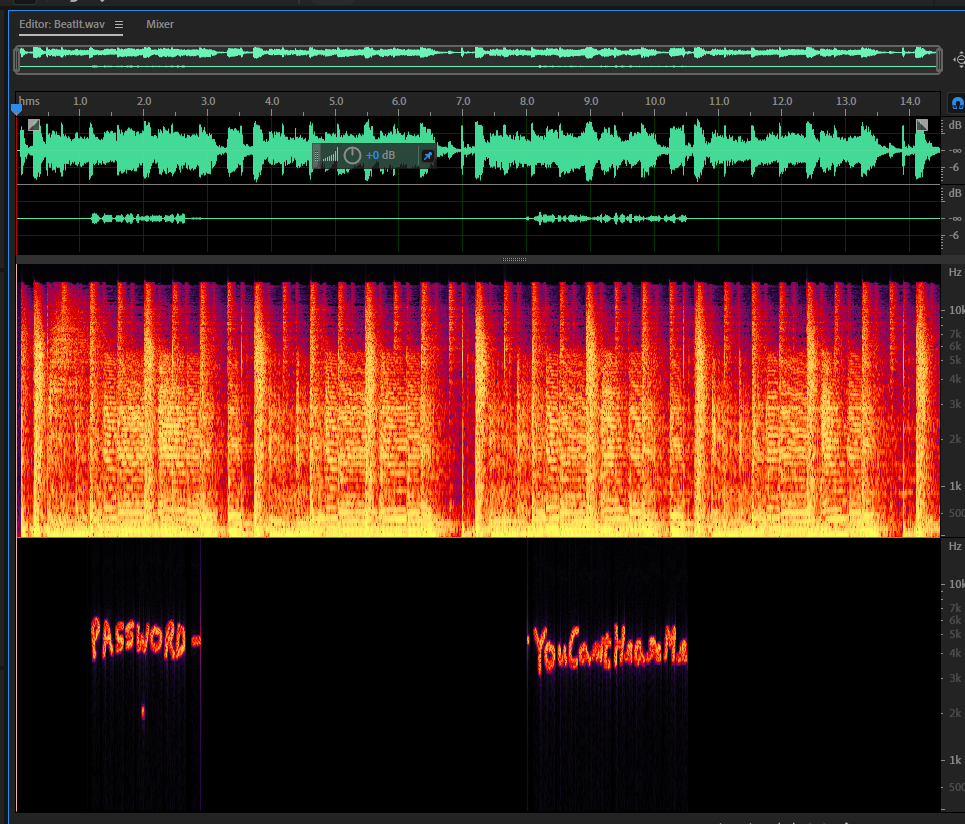 Editor: BeatIt.wav Mixer
hms 1.0 2.0 3.0 4.0 5.0 6.0 7.0 8.0 9.0 10.0 11.0 12.0 13.0 14.0
dB
+0 dB
-∞
-6
dB
-∞
-6
Hz
10k
7k
6k
5k
4k
3k
2k
1k
500
Hz
10k
7k
6k
5k
4k
3k
2k
1k
500
PASSWORD - YouCantHearMe